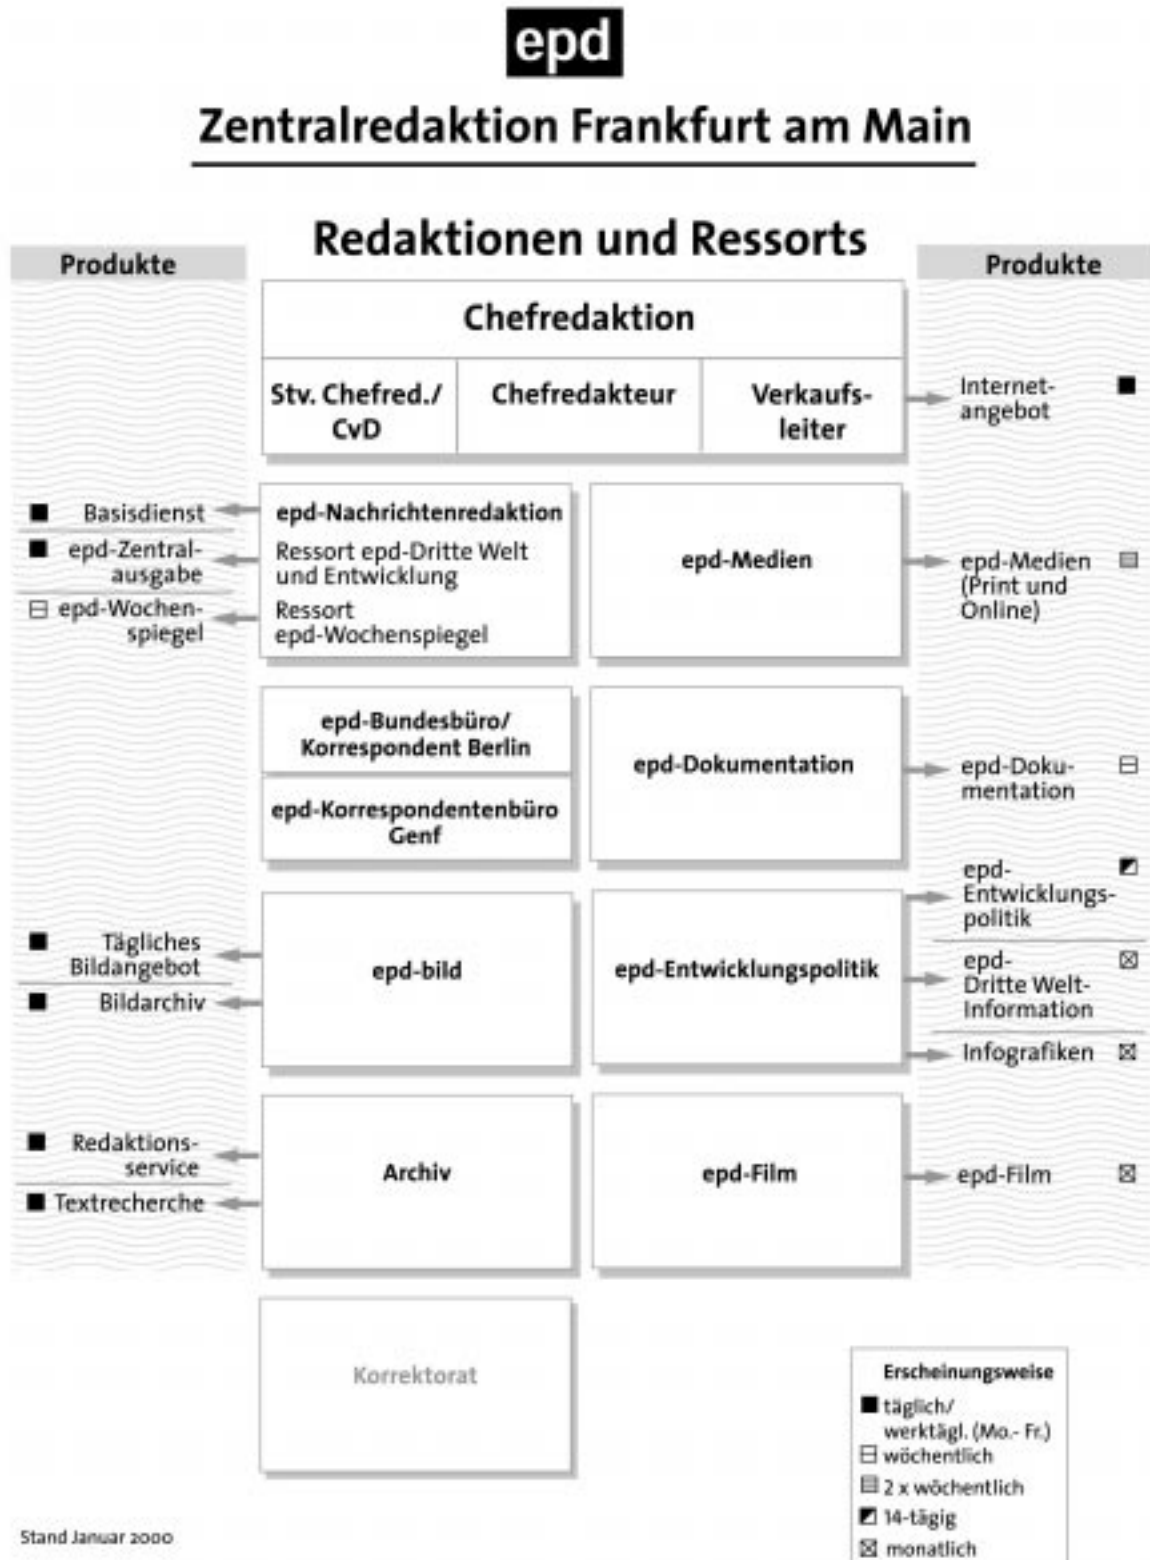 epd
Zentralredaktion Frankfurt am Main
Redaktionen und Ressorts
Produkte
Produkte
Chefredaktion
Stv. Chefred./
CvD
Chefredakteur
Verkaufs-
leiter
Internet-
angebot
Basisdienst
epd-Zentral-
ausgabe
epd-Wochen-
spiegel
epd-Nachrichtenredaktion
Ressort epd-Dritte Welt
und Entwicklung
Ressort
epd-Wochenspiegel
epd-Medien
epd-Medien
(Print und
Online)
epd-Bundesbüro/
Korrespondent Berlin
epd-Korrespondentenbüro
Genf
epd-Dokumentation
epd-Doku-
mentation
Tägliches
Bildangebot
Bildarchiv
epd-bild
epd-Entwicklungspolitik
epd-
Entwicklungs-
politik
epd-
Dritte Welt-
Information
Infografiken
Redaktions-
service
Textrecherche
Archiv
epd-Film
epd-Film
Korrektorat
Erscheinungsweise
täglich/
werktägl. (Mo.- Fr.)
wöchentlich
2 x wöchentlich
14-tägig
monatlich
Stand Januar 2000